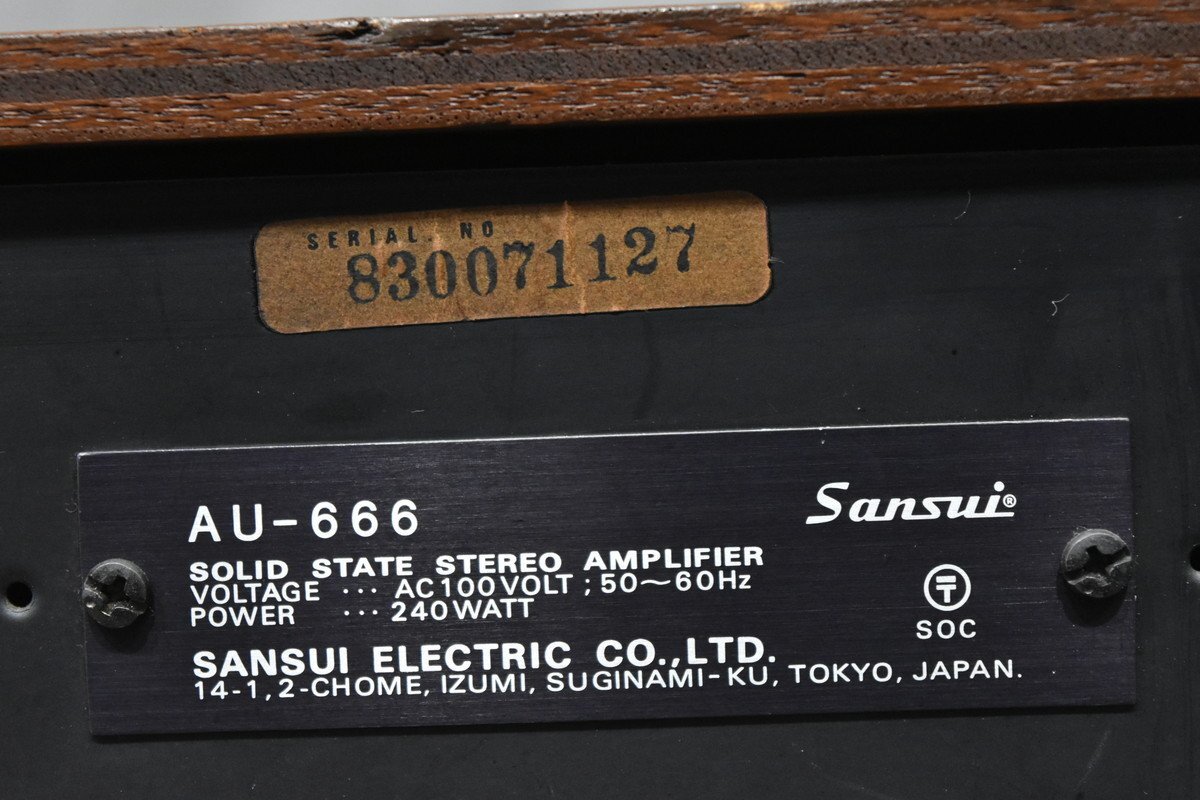 SERIAL. NO
830071127
AU-666
Sansui®
SOLID STATE STEREO AMPLIFIER
VOLTAGE ··· AC100VOLT ; 50~60Hz
POWER ··· 240WATT
〒
SOC
SANSUI ELECTRIC CO.,LTD.
14-1, 2-CHOME, IZUMI, SUGINAMI-KU, TOKYO, JAPAN.